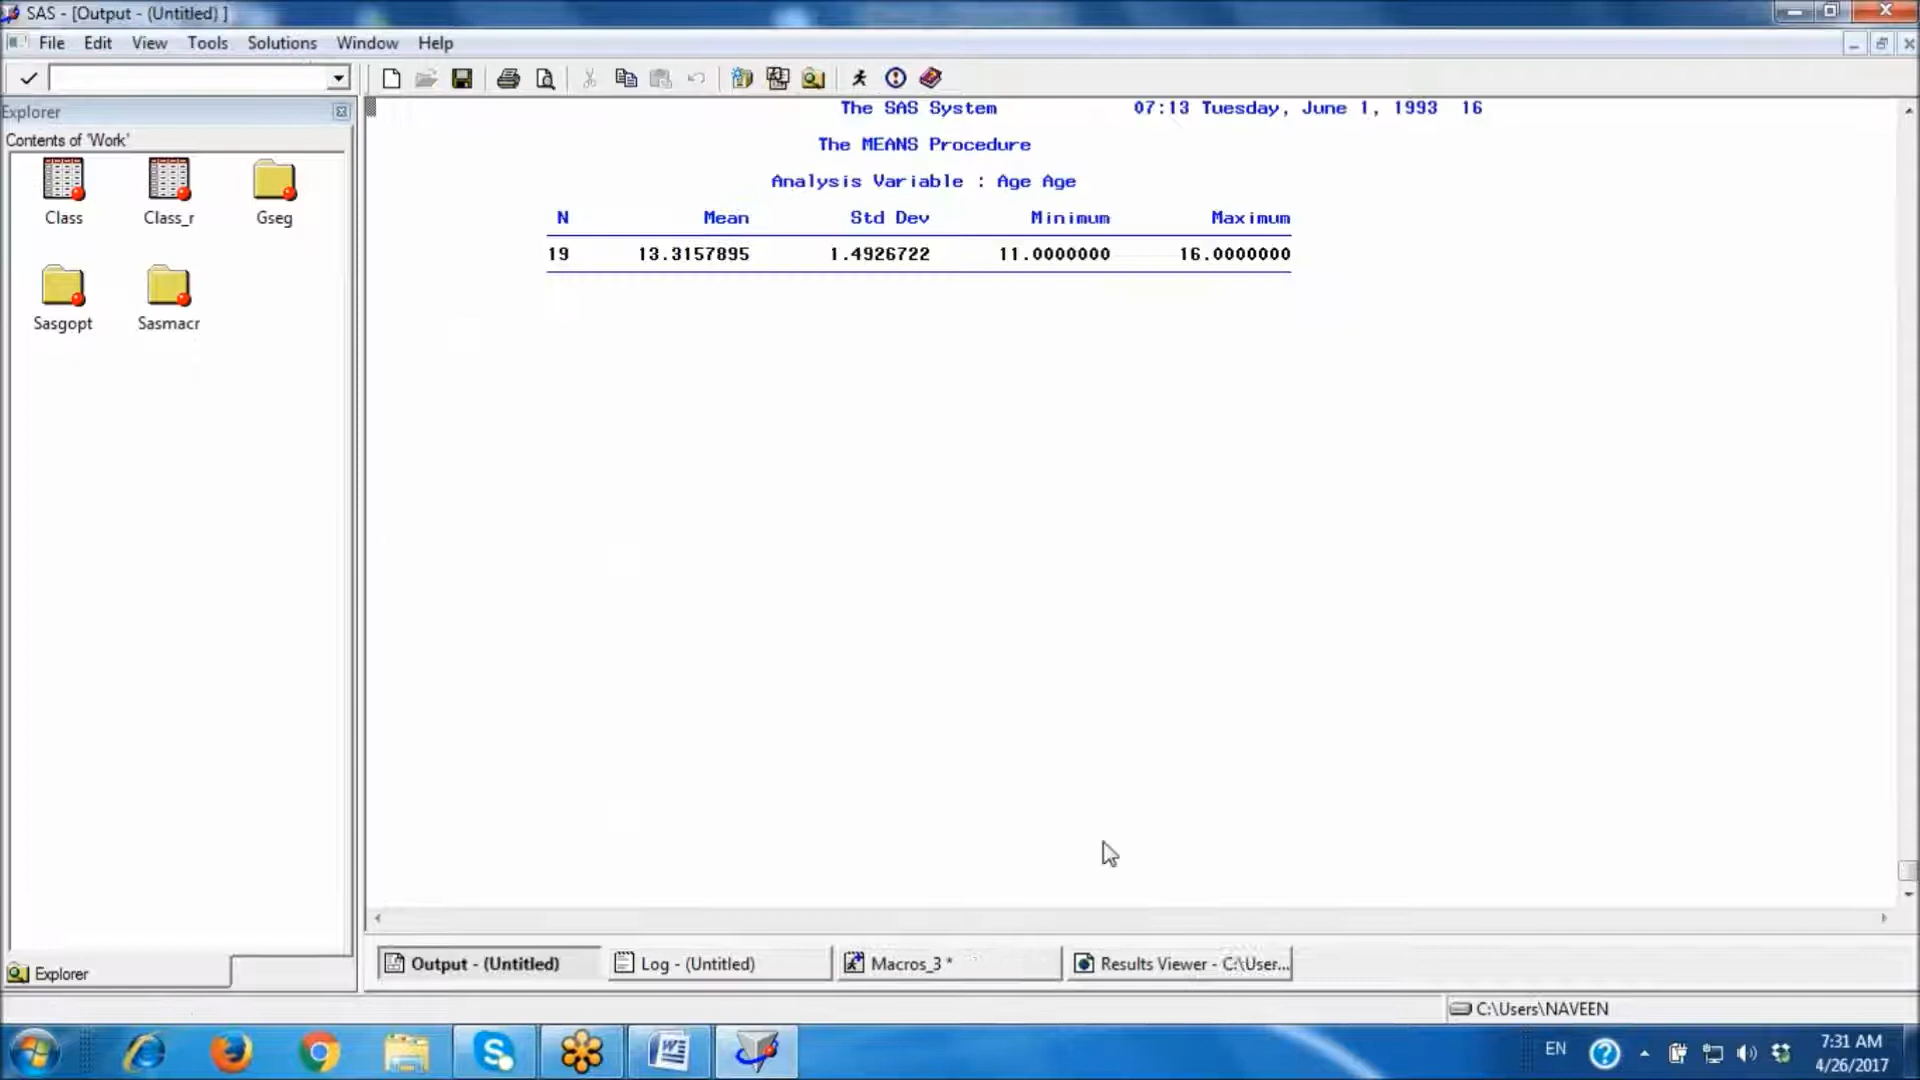 SAS - [Output - (Untitled) ]
File Edit View Tools Solutions Window Help
Explorer
Contents of 'Work'
Class Class_r Gseg
Sasgopt Sasmacr
The SAS System 07:13 Tuesday, June 1, 1993 16
The MEANS Procedure
Analysis Variable : Age Age
N Mean Std Dev Minimum Maximum
19 13.3157895 1.4926722 11.0000000 16.0000000
Explorer
Output - (Untitled) Log - (Untitled) Macros_3 * Results Viewer - C:\User...
C:\Users\NAVEEN
EN 7:31 AM
4/26/2017